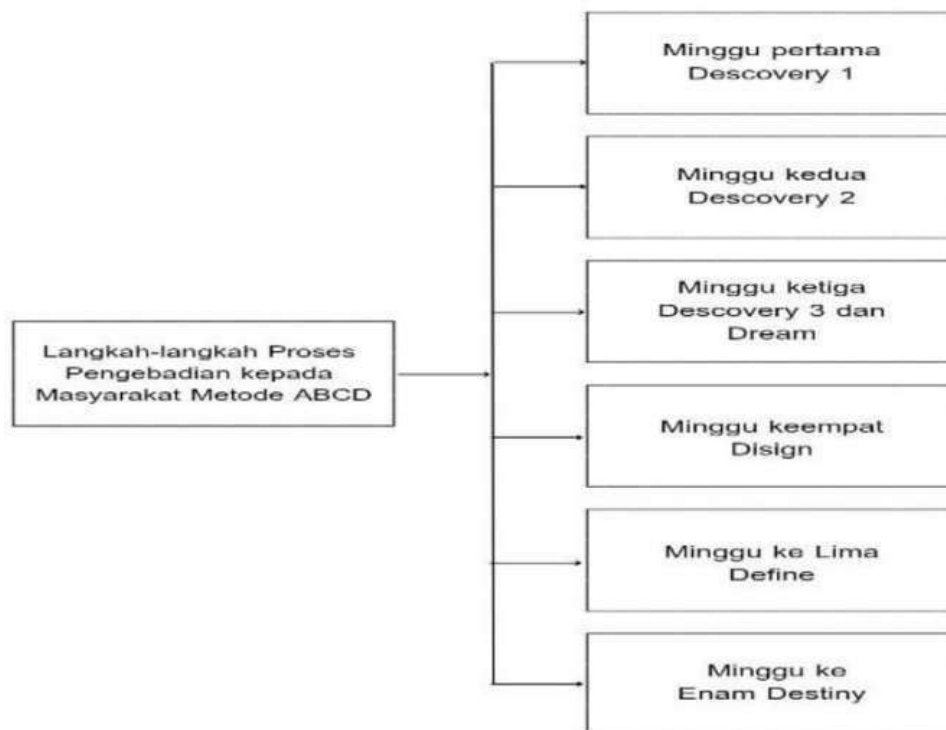 Minggu pertama
Descovery 1
Minggu kedua
Descovery 2
Minggu ketiga
Descovery 3 dan
Dream
Langkah-langkah Proses
Pengebadian kepada
Masyarakat Metode ABCD
Minggu keempat
Disign
Minggu ke Lima
Define
Minggu ke
Enam Destiny